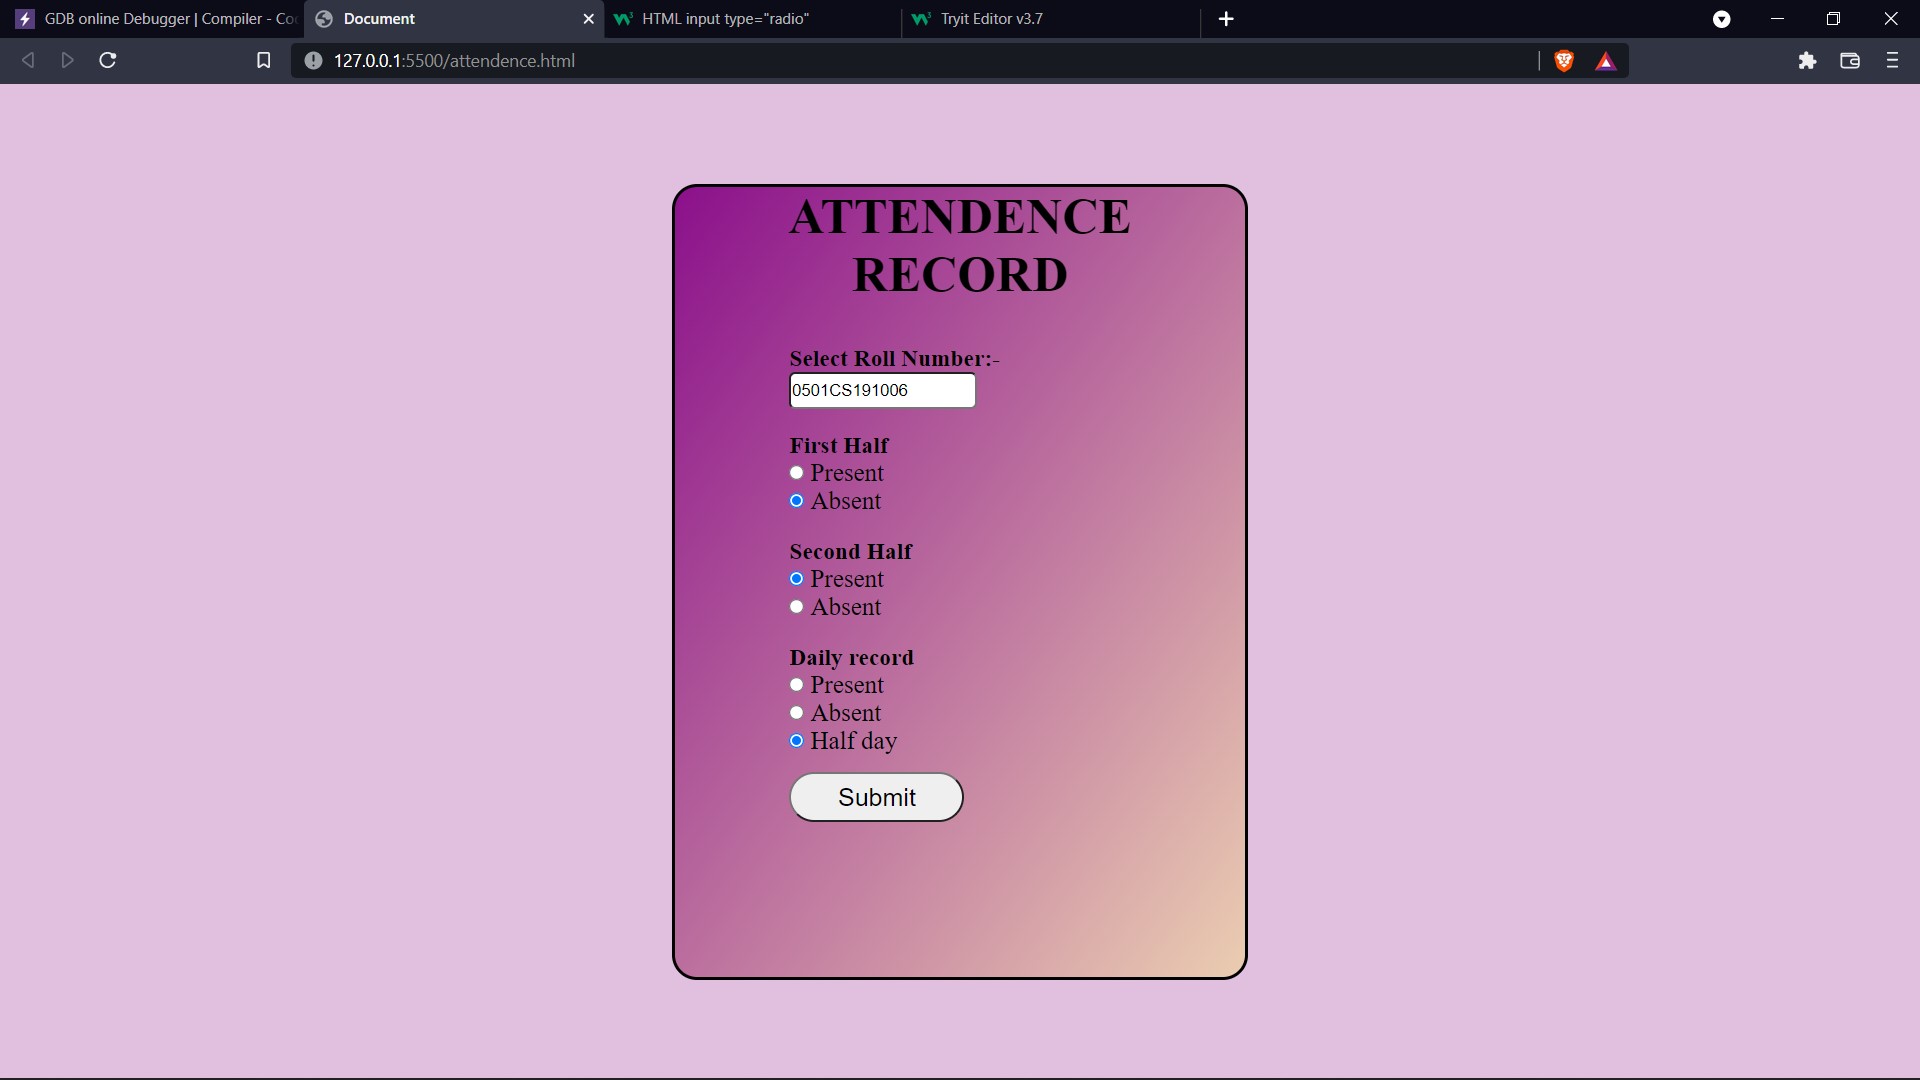 GDB online Debugger | Compiler - Co
Document
HTML input type="radio"
Tryit Editor v3.7
127.0.0.1:5500/attendence.html
ATTENDENCE
RECORD
Select Roll Number:-
0501CS191006
First Half
Present
Absent
Second Half
Present
Absent
Daily record
Present
Absent
Half day
Submit